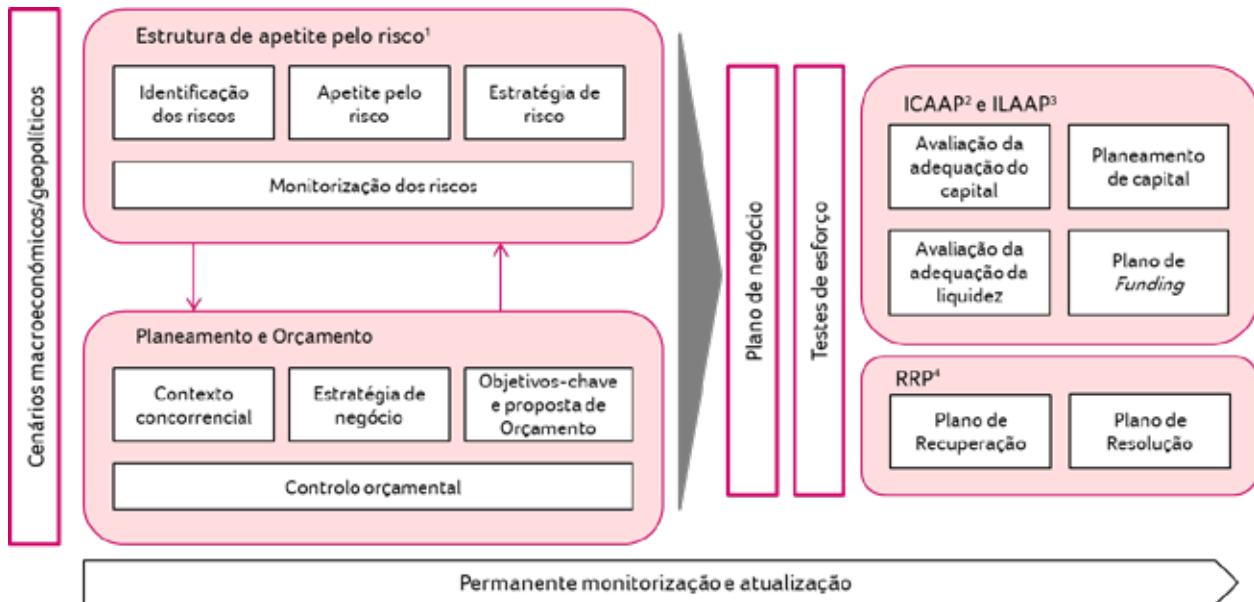 Cenários macroeconómicos/geopolíticos
Estrutura de apetite pelo risco¹
Identificação
dos riscos
Apetite pelo
risco
Estratégia de
risco
Monitorização dos riscos
Planeamento e Orçamento
Contexto
concorrencial
Estratégia de
negócio
Objetivos-chave
e proposta de
Orçamento
Controlo orçamental
Plano de negócio
Testes de esforço
ICAAP² e ILAAP³
Avaliação da
adequação do
capital
Planeamento
de capital
Avaliação da
adequação da
liquidez
Plano de
Funding
RRP⁴
Plano de
Recuperação
Plano de
Resolução
Permanente monitorização e atualização